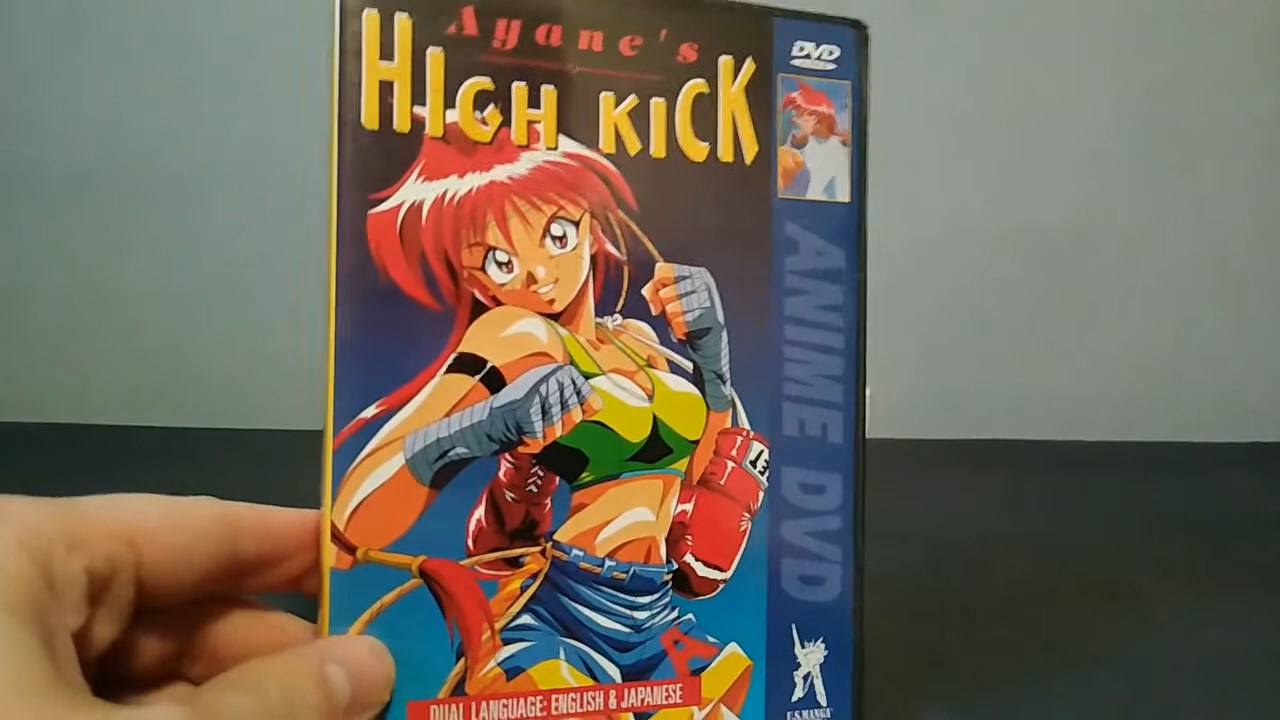 Ayane's
HIGH KICK
DVD
ANIME DVD
DUAL LANGUAGE: ENGLISH & JAPANESE
U.S. MANGA
A